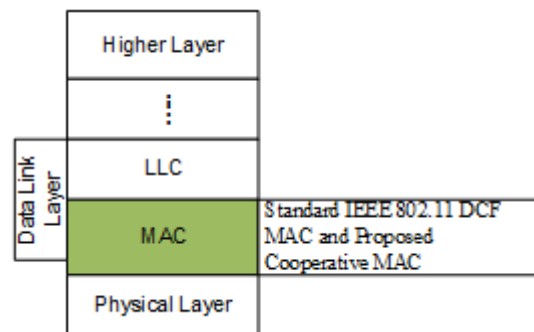 Higher Layer
Data Link
Layer
LLC
MAC
Standard IEEE 802.11 DCF
MAC and Proposed
Cooperative MAC
Physical Layer